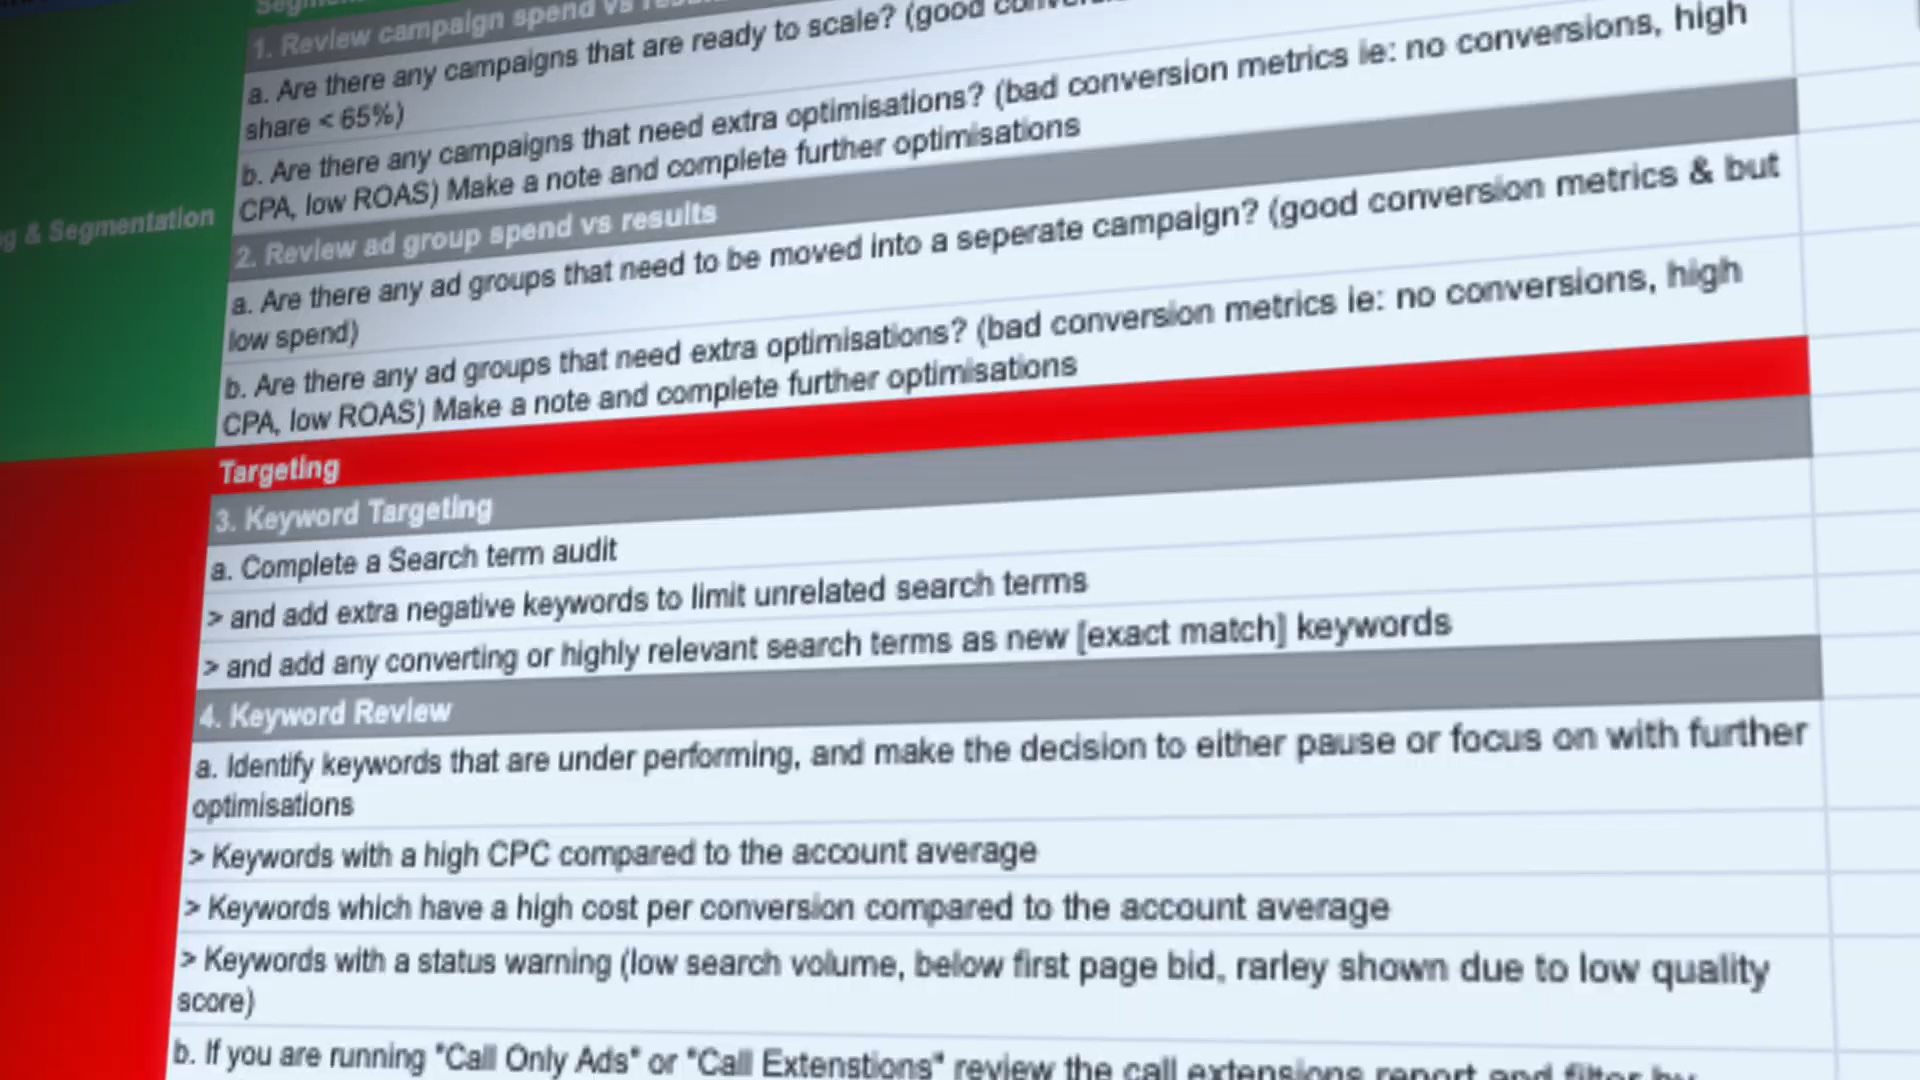 1. Review campaign spend vs
a. Are there any campaigns that are ready to scale? (good
share < 65%)
b. Are there any campaigns that need extra optimisations? (bad conversion metrics ie: no conversions, high
CPA, low ROAS) Make a note and complete further optimisations
& Segmentation
2. Review ad group spend vs results
a. Are there any ad groups that need to be moved into a seperate campaign? (good conversion metrics & but
low spend)
b. Are there any ad groups that need extra optimisations? (bad conversion metrics ie: no conversions, high
CPA, low ROAS) Make a note and complete further optimisations
Targeting
3. Keyword Targeting
a. Complete a Search term audit
> and add extra negative keywords to limit unrelated search terms
> and add any converting or highly relevant search terms as new [exact match] keywords
4. Keyword Review
a. Identify keywords that are under performing, and make the decision to either pause or focus on with further
optimisations
> Keywords with a high CPC compared to the account average
> Keywords which have a high cost per conversion compared to the account average
> Keywords with a status warning (low search volume, below first page bid, rarley shown due to low quality
score)
b. If you are running "Call Only Ads" or "Call Extenstions" review the call extensions report and filter by